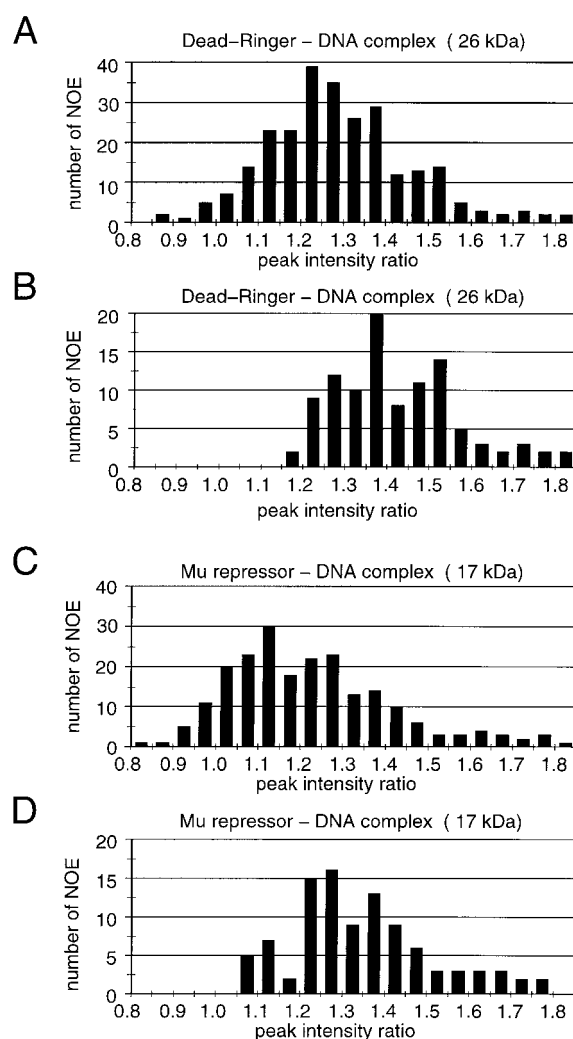 A
Dead–Ringer – DNA complex ( 26 kDa)
number of NOE
40
30
20
10
0
0.8 0.9 1.0 1.1 1.2 1.3 1.4 1.5 1.6 1.7 1.8
peak intensity ratio
B
Dead–Ringer – DNA complex ( 26 kDa)
number of NOE
20
15
10
5
0
0.8 0.9 1.0 1.1 1.2 1.3 1.4 1.5 1.6 1.7 1.8
peak intensity ratio
C
Mu repressor – DNA complex ( 17 kDa)
number of NOE
40
30
20
10
0
0.8 0.9 1.0 1.1 1.2 1.3 1.4 1.5 1.6 1.7 1.8
peak intensity ratio
D
Mu repressor – DNA complex ( 17 kDa)
number of NOE
20
15
10
5
0
0.8 0.9 1.0 1.1 1.2 1.3 1.4 1.5 1.6 1.7 1.8
peak intensity ratio